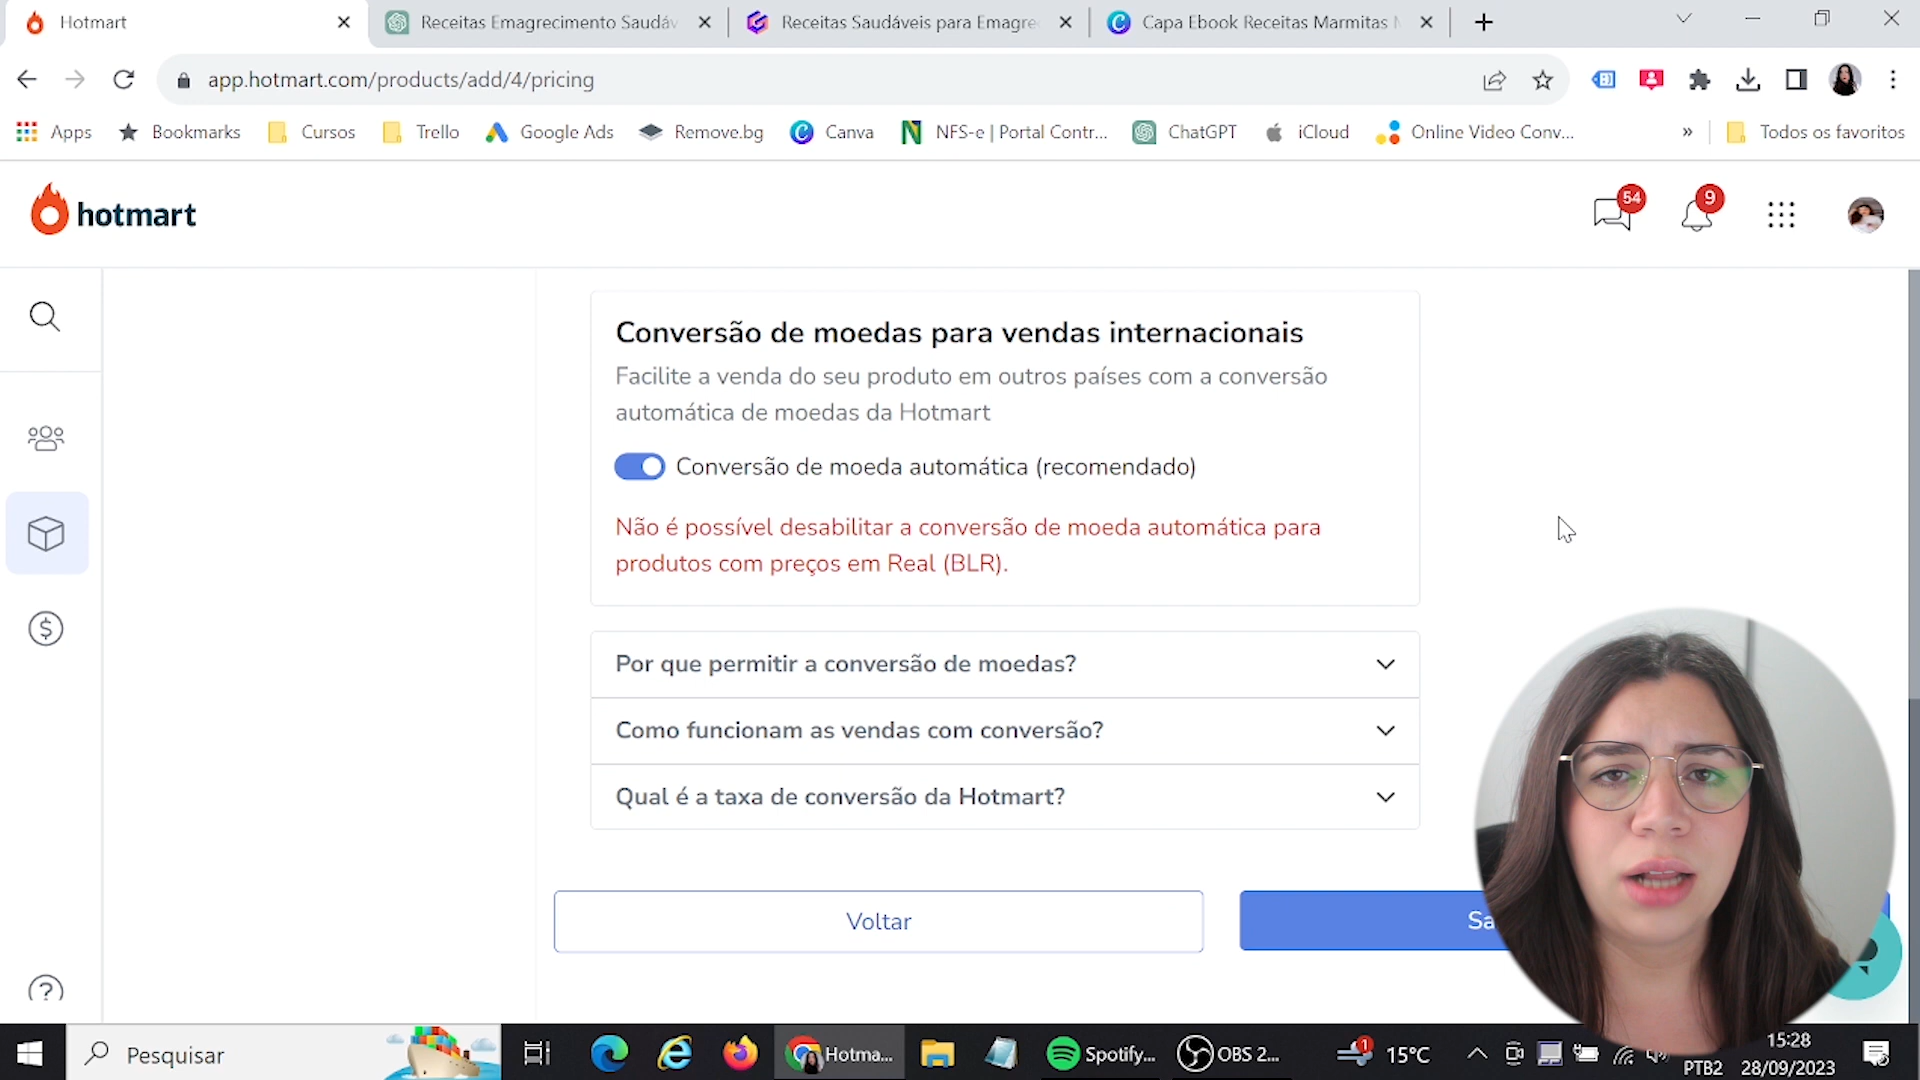 Hotmart
Receitas Emagrecimento Saudáv
Receitas Saudáveis para Emagre
Capa Ebook Receitas Marmitas
app.hotmart.com/products/add/4/pricing
Apps
Bookmarks
Cursos
Trello
Google Ads
Remove.bg
Canva
NFS-e | Portal Contr...
ChatGPT
iCloud
Online Video Conv...
»
Todos os favoritos
hotmart
54
9
Conversão de moedas para vendas internacionais
Facilite a venda do seu produto em outros países com a conversão
automática de moedas da Hotmart
Conversão de moeda automática (recomendado)
Não é possível desabilitar a conversão de moeda automática para
produtos com preços em Real (BLR).
Por que permitir a conversão de moedas?
Como funcionam as vendas com conversão?
Qual é a taxa de conversão da Hotmart?
Voltar
Sa
Pesquisar
Hotma...
Spotify...
OBS 2...
1
15°C
PTB2
15:28
28/09/2023